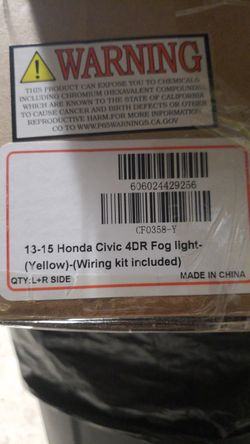 WARNING
THIS PRODUCT CAN EXPOSE YOU TO CHEMICALS
INCLUDING CHROMIUM (HEXAVALENT COMPOUNDS),
WHICH ARE KNOWN TO THE STATE OF CALIFORNIA
TO CAUSE CANCER AND BIRTH DEFECTS OR OTHER
REPRODUCTIVE HARM.FOR MORE INFORMATION
GO TO WWW.P65WARNINGS.CA.GOV
606024429256
CF0358-Y
13-15 Honda Civic 4DR Fog light-
(Yellow)-(Wiring kit included)
QTY:L+R SIDE
MADE IN CHINA